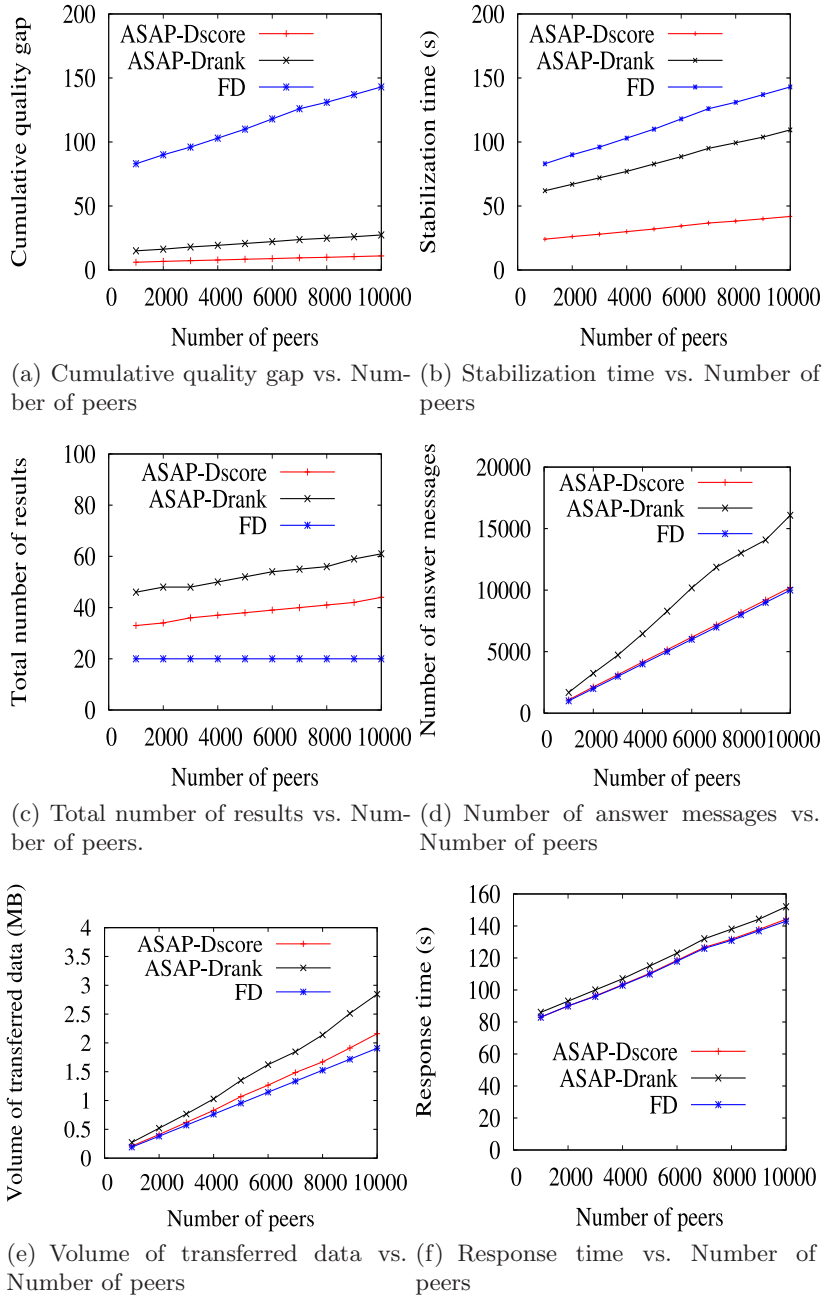 Cumulative quality gap
200
150
100
50
0
ASAP-Dscore
ASAP-Drank
FD
0 2000 4000 6000 8000 10000
Number of peers
(a) Cumulative quality gap vs. Num-
ber of peers
Stabilization time (s)
200
150
100
50
0
ASAP-Dscore
ASAP-Drank
FD
0 2000 4000 6000 8000 10000
Number of peers
(b) Stabilization time vs. Number of
peers
Total number of results
100
80
60
40
20
0
ASAP-Dscore
ASAP-Drank
FD
0 2000 4000 6000 8000 10000
Number of peers
(c) Total number of results vs. Num-
ber of peers.
Number of answer messages
20000
15000
10000
5000
0
ASAP-Dscore
ASAP-Drank
FD
0 2000 4000 6000 8000 10000
Number of peers
(d) Number of answer messages vs.
Number of peers
Volume of transferred data (MB)
4
3.5
3
2.5
2
1.5
1
0.5
0
ASAP-Dscore
ASAP-Drank
FD
0 2000 4000 6000 8000 10000
Number of peers
(e) Volume of transferred data vs.
Number of peers
Response time (s)
160
140
120
100
80
60
40
20
0
ASAP-Dscore
ASAP-Drank
FD
0 2000 4000 6000 8000 10000
Number of peers
(f) Response time vs. Number of
peers